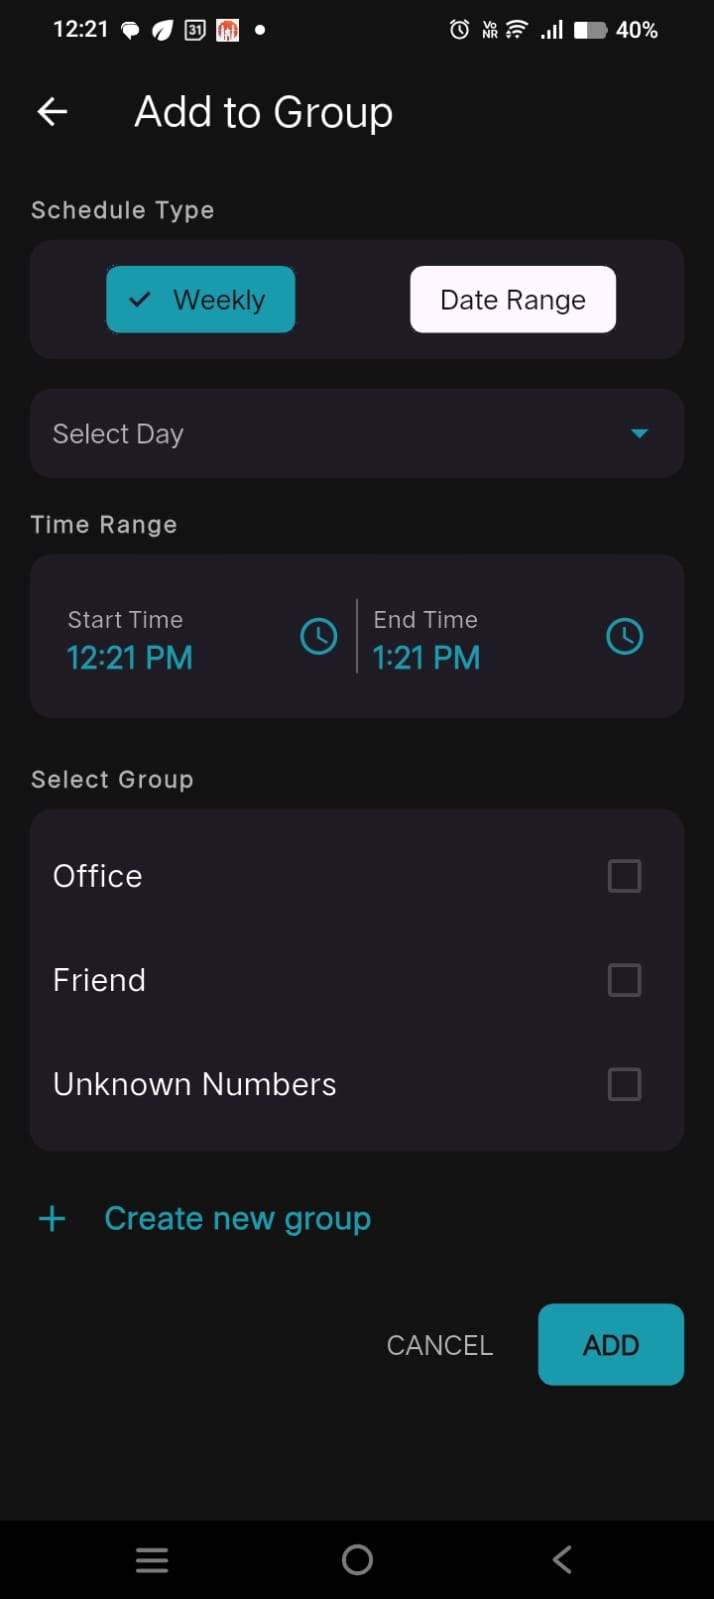 12:21 31 Vo NR 40%
Add to Group
Schedule Type
Weekly Date Range
Select Day
Time Range
Start Time End Time
12:21 PM 1:21 PM
Select Group
Office
Friend
Unknown Numbers
+ Create new group
CANCEL ADD